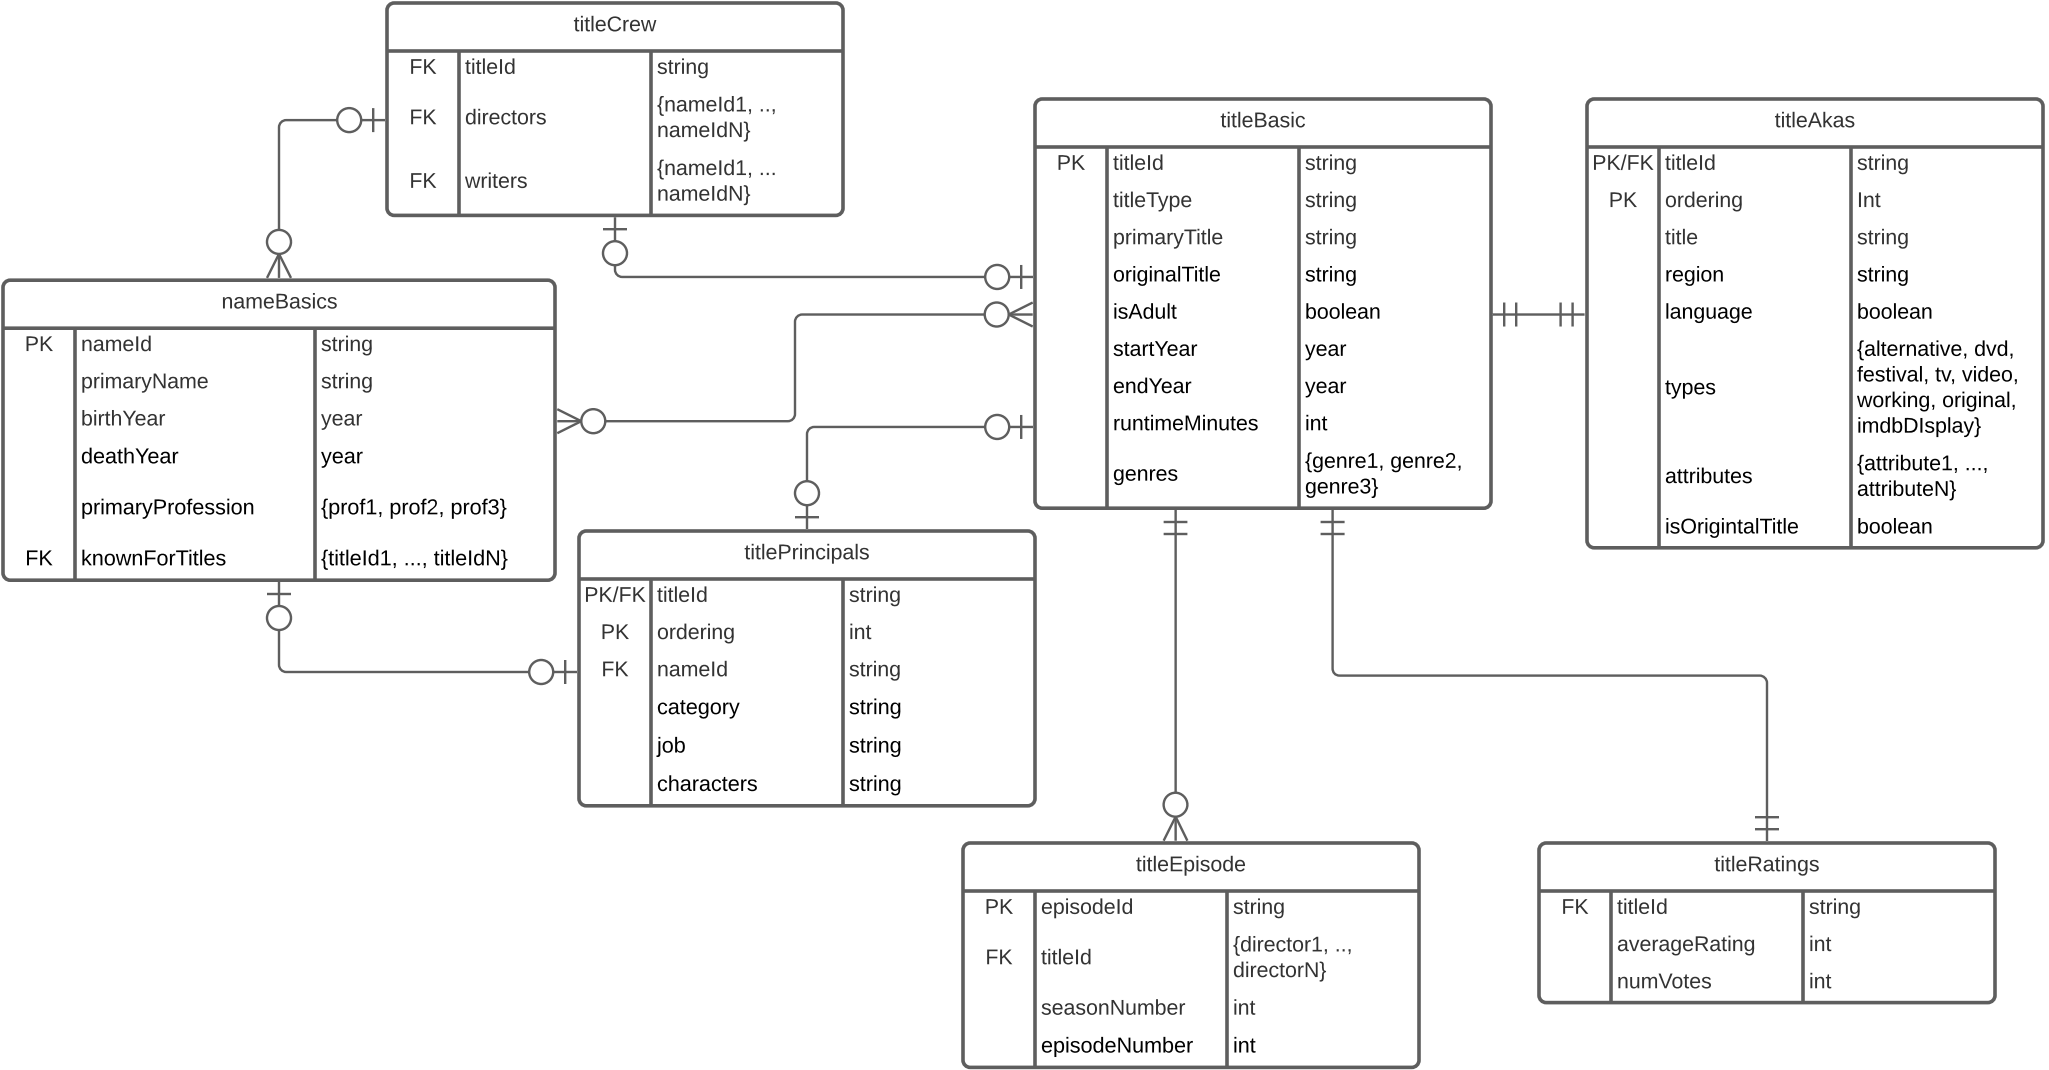 titleCrew
FK titleId string
FK directors {nameId1, ..,
nameIdN}
FK writers {nameId1, ...
nameIdN}
titleBasic
PK titleId string
titleType string
primaryTitle string
originalTitle string
isAdult boolean
startYear year
endYear year
runtimeMinutes int
genres {genre1, genre2,
genre3}
titleAkas
PK/FK titleId string
PK ordering Int
title string
region string
language boolean
types {alternative, dvd,
festival, tv, video,
working, original,
imdbDIsplay}
attributes {attribute1, ...,
attributeN}
isOrigintalTitle boolean
nameBasics
PK nameId string
primaryName string
birthYear year
deathYear year
primaryProfession {prof1, prof2, prof3}
FK knownForTitles {titleId1, ..., titleIdN}
titlePrincipals
PK/FK titleId string
PK ordering int
FK nameId string
category string
job string
characters string
titleEpisode
PK episodeId string
FK titleId {director1, ..,
directorN}
seasonNumber int
episodeNumber int
titleRatings
FK titleId string
averageRating int
numVotes int